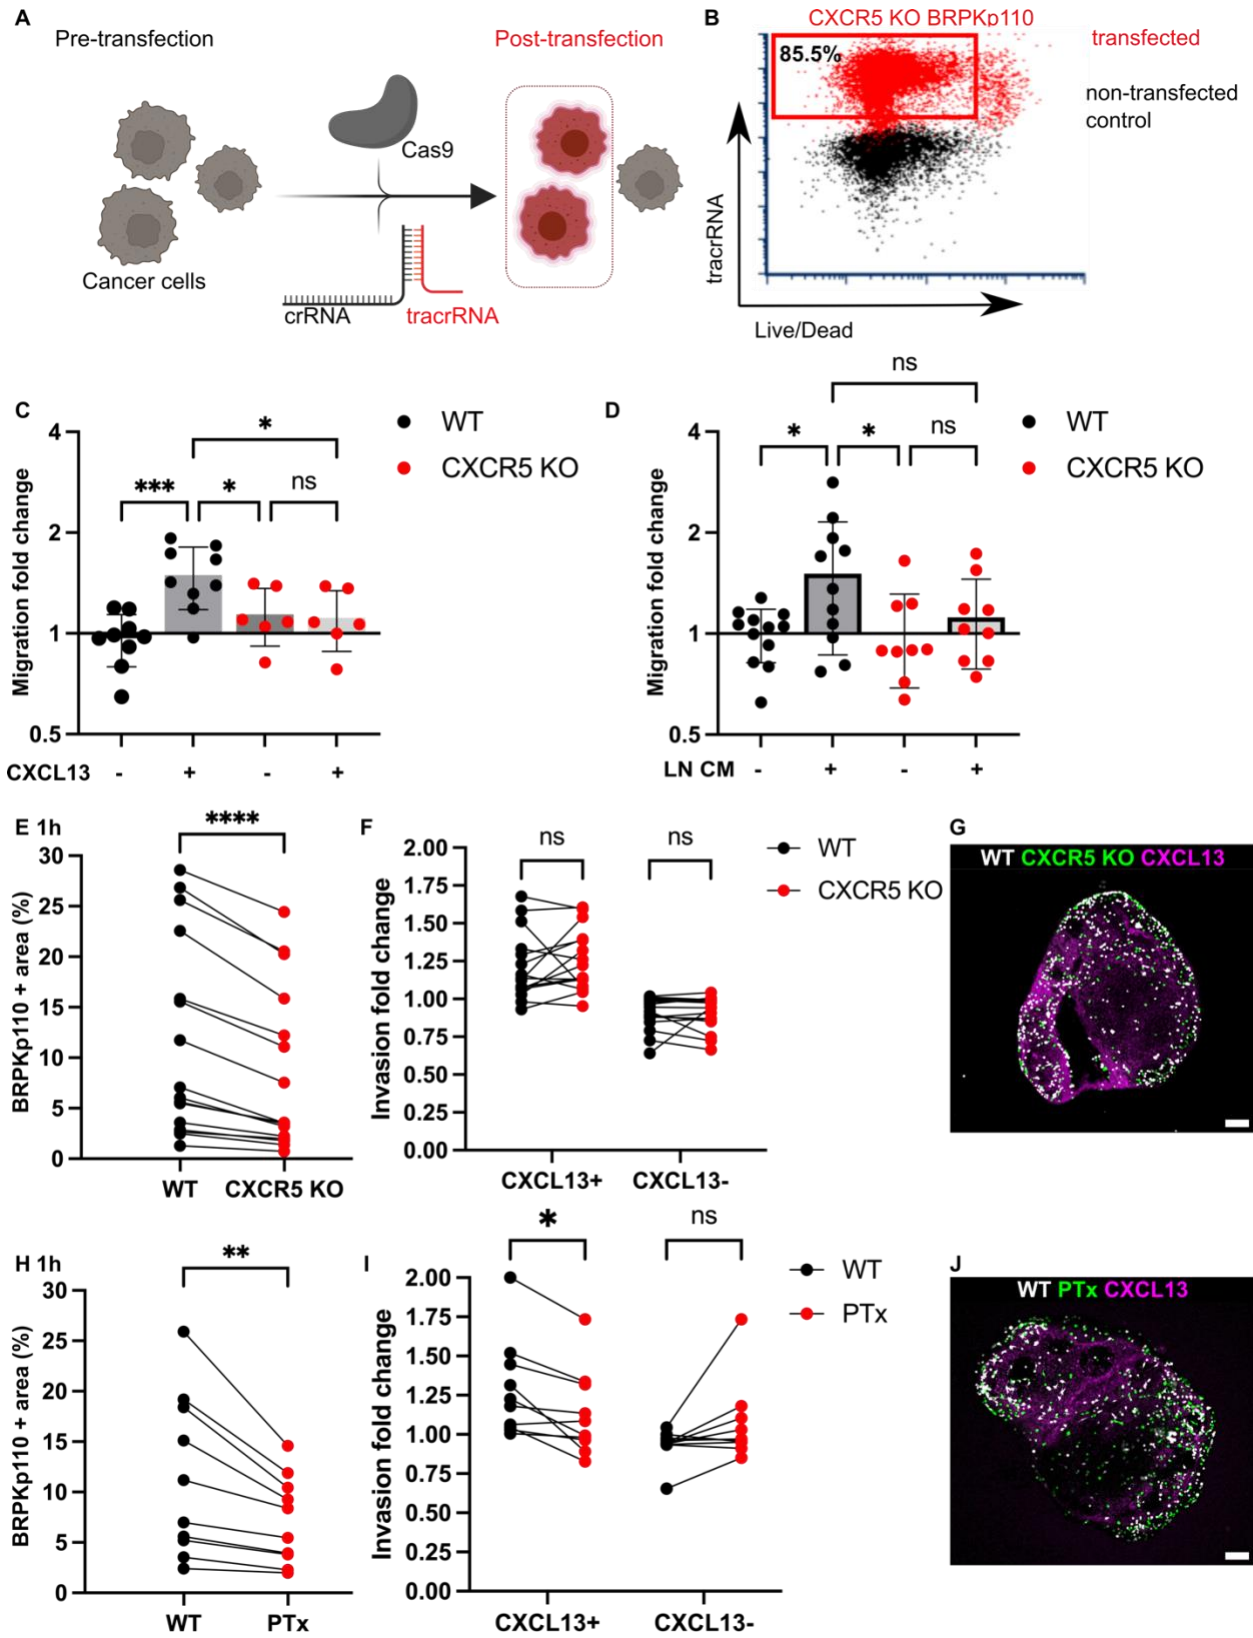 A
Pre-transfection
Post-transfection
Cas9
Cancer cells
crRNA
tracrRNA
B
CXCR5 KO BRPKp110
transfected
85.5%
non-transfected
control
tracrRNA
Live/Dead
C
WT
CXCR5 KO
*
***
*
ns
Migration fold change
4
2
1
0.5
CXCL13
-
+
-
+
D
WT
CXCR5 KO
ns
*
*
ns
Migration fold change
4
2
1
0.5
LN CM
-
+
-
+
E 1h
****
BRPKp110 + area (%)
30
25
20
15
10
5
0
WT
CXCR5 KO
F
ns
ns
WT
CXCR5 KO
Invasion fold change
2.00
1.75
1.50
1.25
1.00
0.75
0.50
0.25
0.00
CXCL13+
CXCL13-
G
WT CXCR5 KO CXCL13
H 1h
**
BRPKp110 + area (%)
30
20
15
10
5
0
WT
PTx
I
*
ns
WT
PTx
Invasion fold change
2.00
1.75
1.50
1.25
1.00
0.75
0.50
0.25
0.00
CXCL13+
CXCL13-
J
WT PTx CXCL13